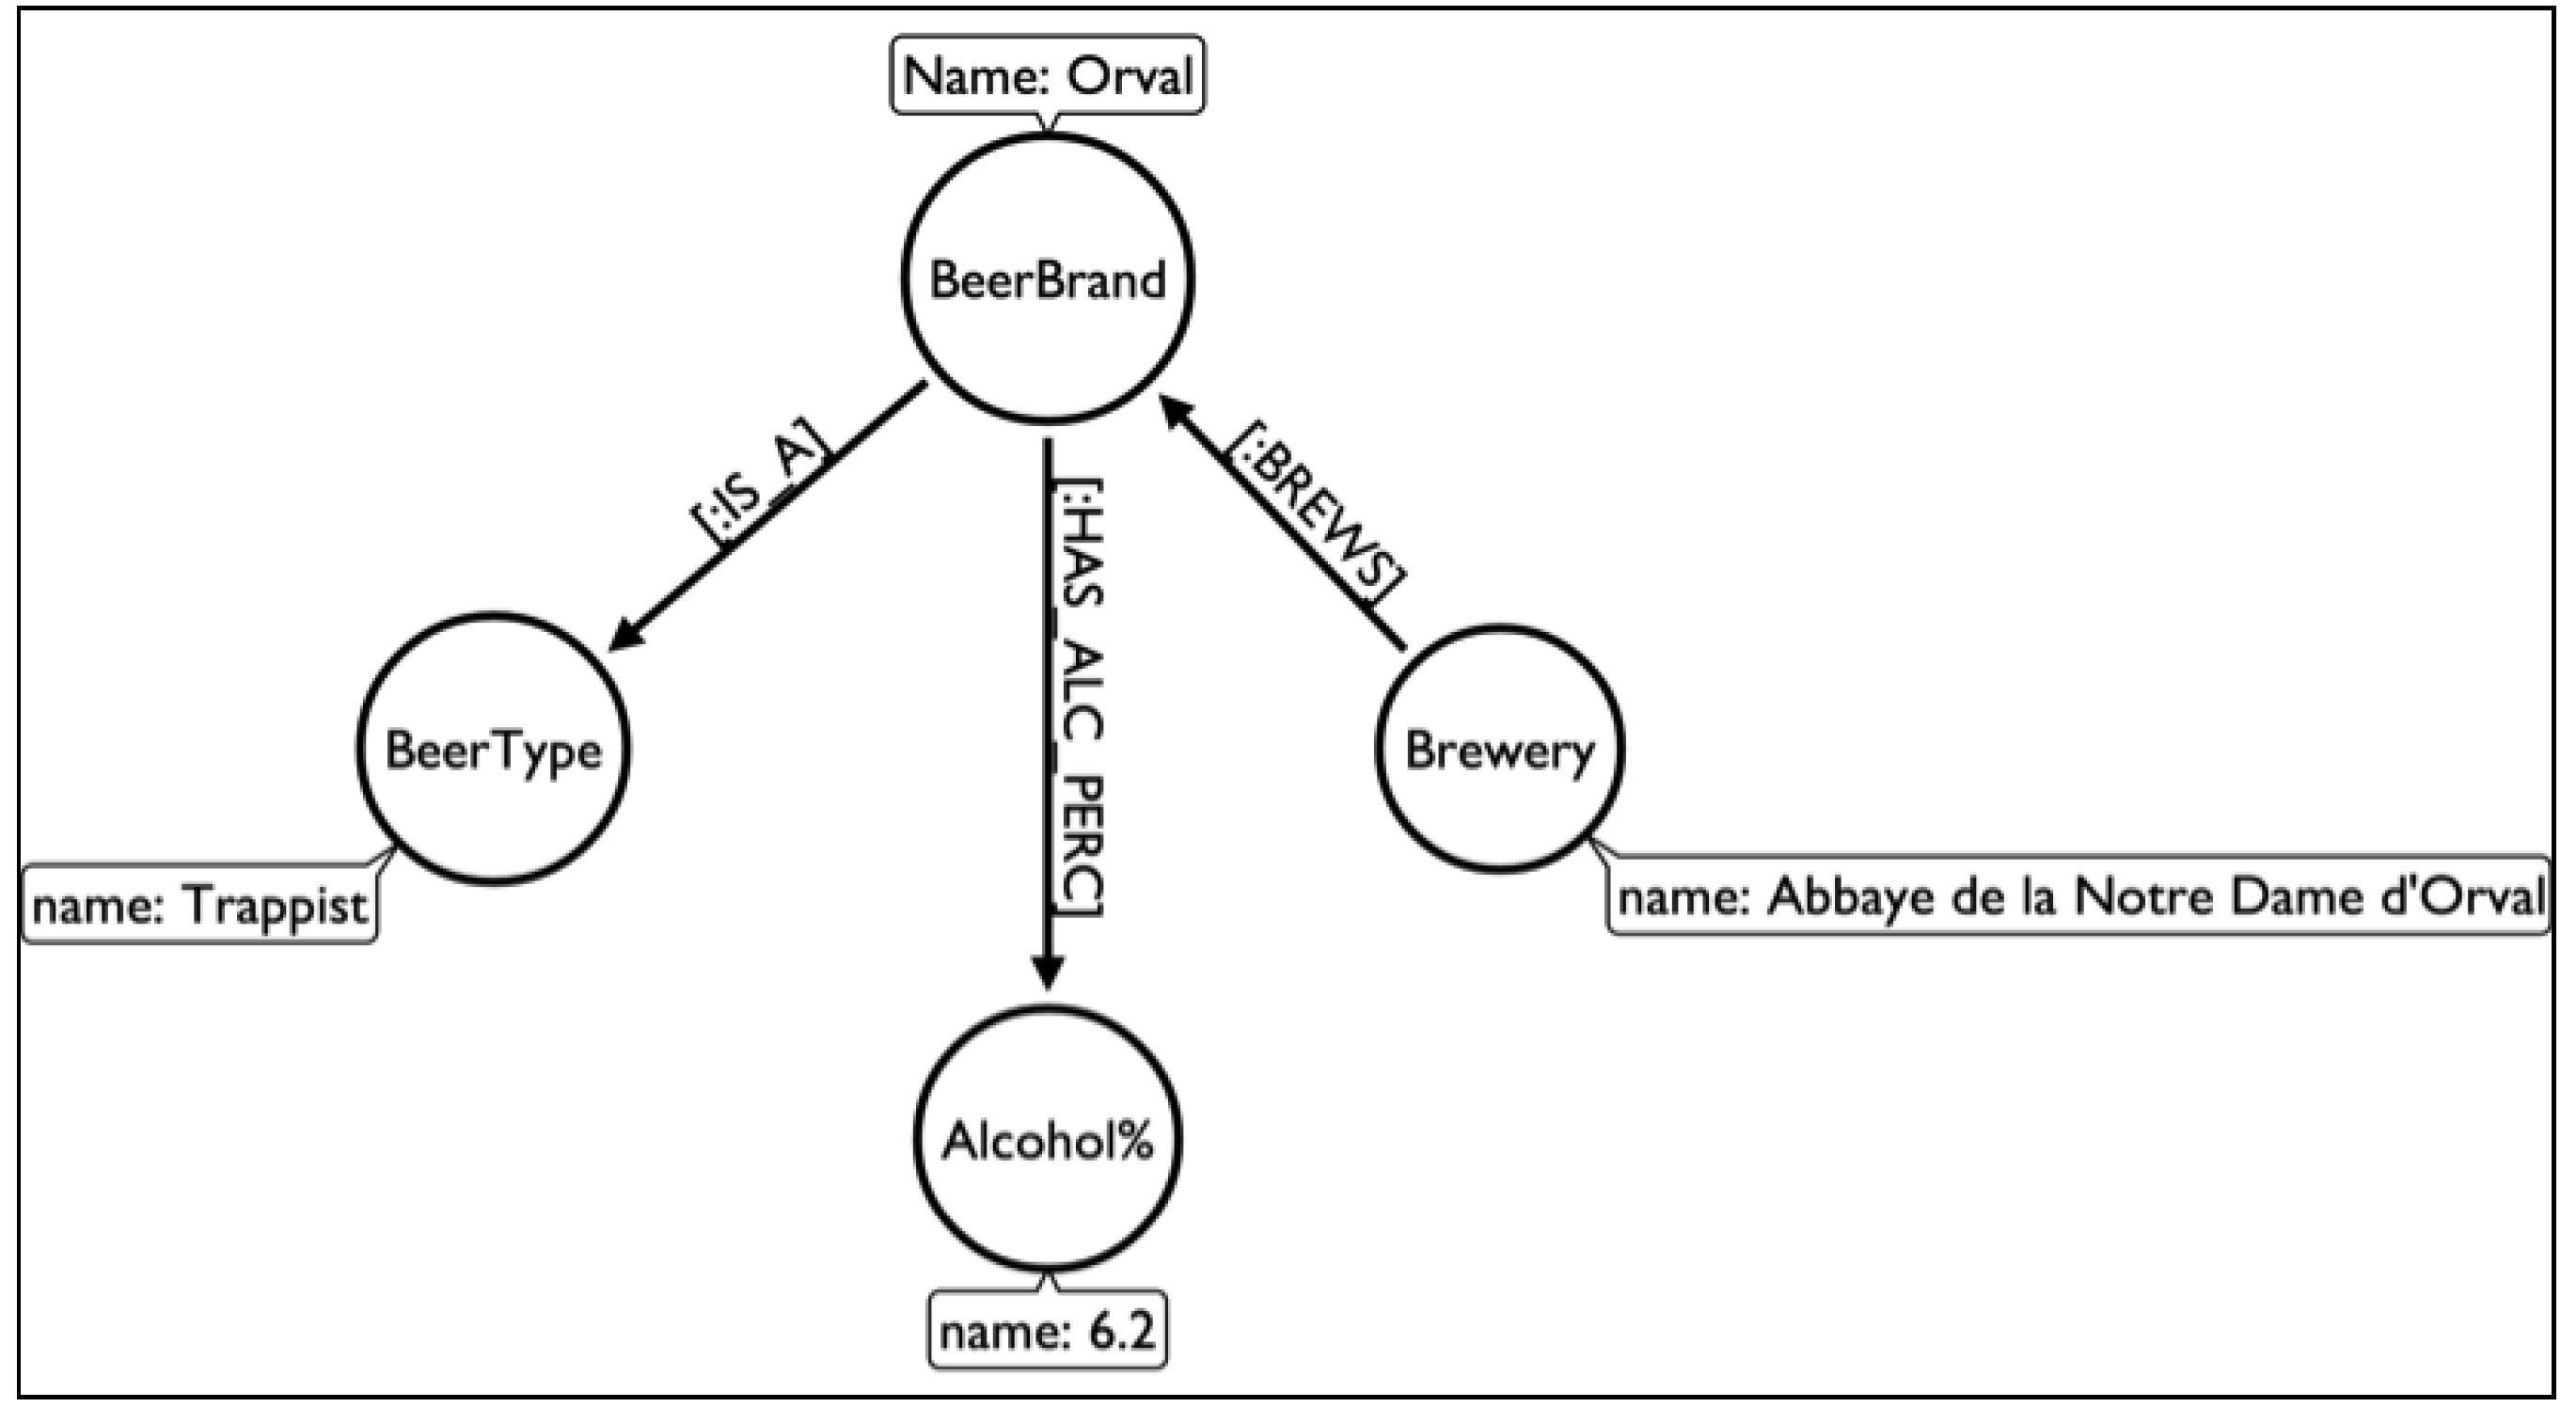 Name: Orval
BeerBrand
[:IS_A]
[:HAS_ALC_PERC]
[:BREWS]
BeerType
Brewery
name: Trappist
name: Abbaye de la Notre Dame d'Orval
Alcohol%
name: 6.2